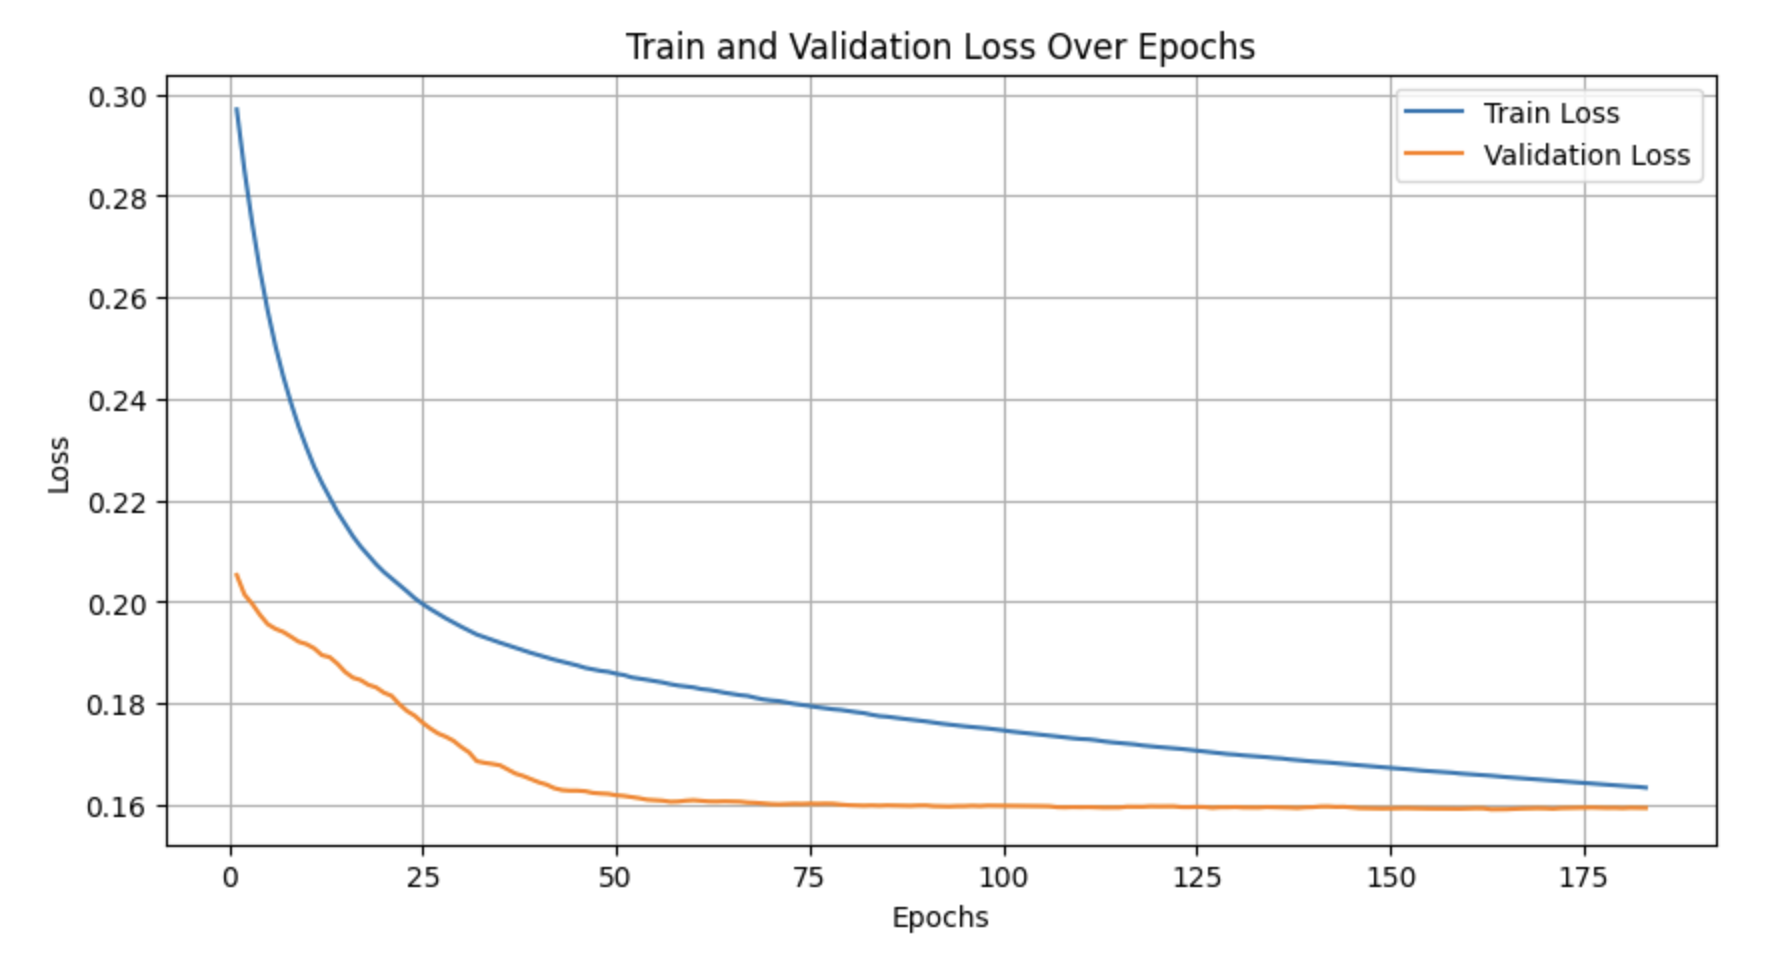 Train and Validation Loss Over Epochs
Train Loss
Validation Loss
0.30
0.28
0.26
0.24
0.22
0.20
0.18
0.16
Loss
0 25 50 75 100 125 150 175
Epochs